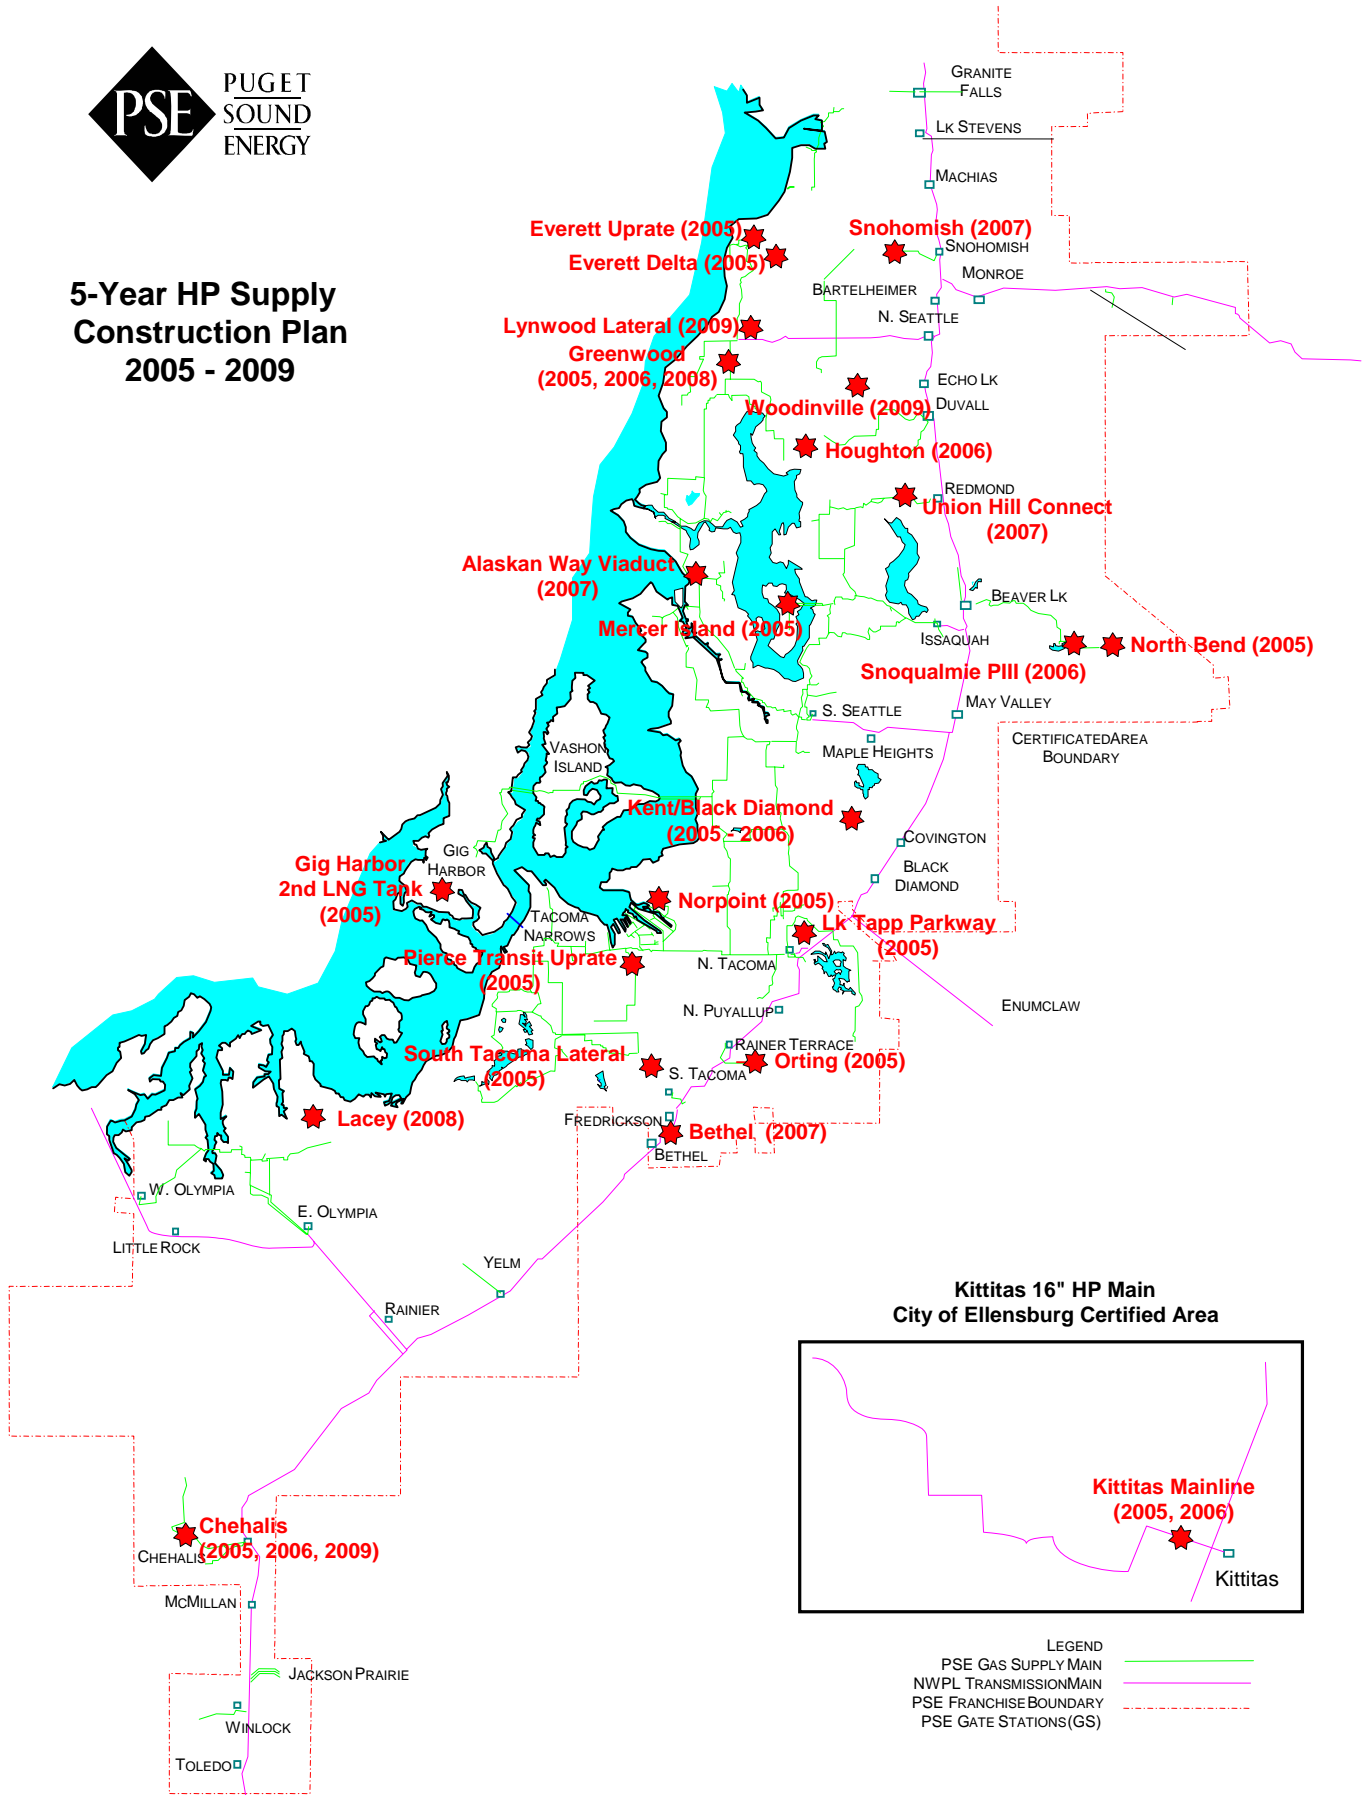 PSE
PUGET
SOUND
ENERGY
5-Year HP Supply
Construction Plan
2005 - 2009
GRANITE
FALLS
LK STEVENS
MACHIAS
Everett Uprate (2005)
Snohomish (2007)
SNOHOMISH
Everett Delta (2005)
MONROE
BARTELHEIMER
N. SEATTLE
Lynwood Lateral (2009)
Greenwood
(2005, 2006, 2008)
ECHO LK
Woodinville (2009)
DUVALL
Houghton (2006)
REDMOND
Union Hill Connect
(2007)
Alaskan Way Viaduct
(2007)
BEAVER LK
Mercer Island (2005)
ISSAQUAH
North Bend (2005)
Snoqualmie PIII (2006)
S. SEATTLE
MAY VALLEY
MAPLE HEIGHTS
CERTIFICATED AREA
BOUNDARY
VASHON
ISLAND
Kent/Black Diamond
(2005 - 2006)
COVINGTON
BLACK
DIAMOND
GIG
HARBOR
Gig Harbor
2nd LNG Tank
(2005)
Norpoint (2005)
TACOMA
NARROWS
Lk Tapp Parkway
(2005)
Pierce Transit Uprate
(2005)
N. TACOMA
ENUMCLAW
N. PUYALLUP
RAINER TERRACE
South Tacoma Lateral
(2005)
Orting (2005)
S. TACOMA
Lacey (2008)
FREDRICKSON
Bethel (2007)
BETHEL
W. OLYMPIA
E. OLYMPIA
LITTLE ROCK
YELM
RAINIER
Kittitas 16" HP Main
City of Ellensburg Certified Area
Kittitas Mainline
(2005, 2006)
Kittitas
Chehalis
(2005, 2006, 2009)
CHEHALIS
MCMILLAN
JACKSON PRAIRIE
WINLOCK
TOLEDO
LEGEND
PSE GAS SUPPLY MAIN
NWPL TRANSMISSION MAIN
PSE FRANCHISE BOUNDARY
PSE GATE STATIONS (GS)